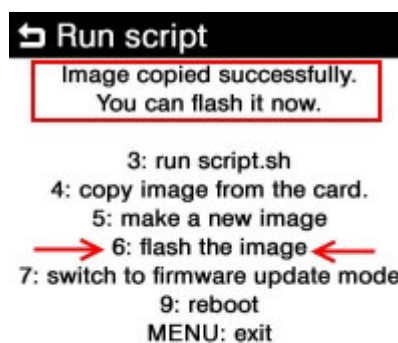 Run script
Image copied successfully.
You can flash it now.
3: run script.sh
4: copy image from the card.
5: make a new image
6: flash the image
7: switch to firmware update mode
9: reboot
MENU: exit